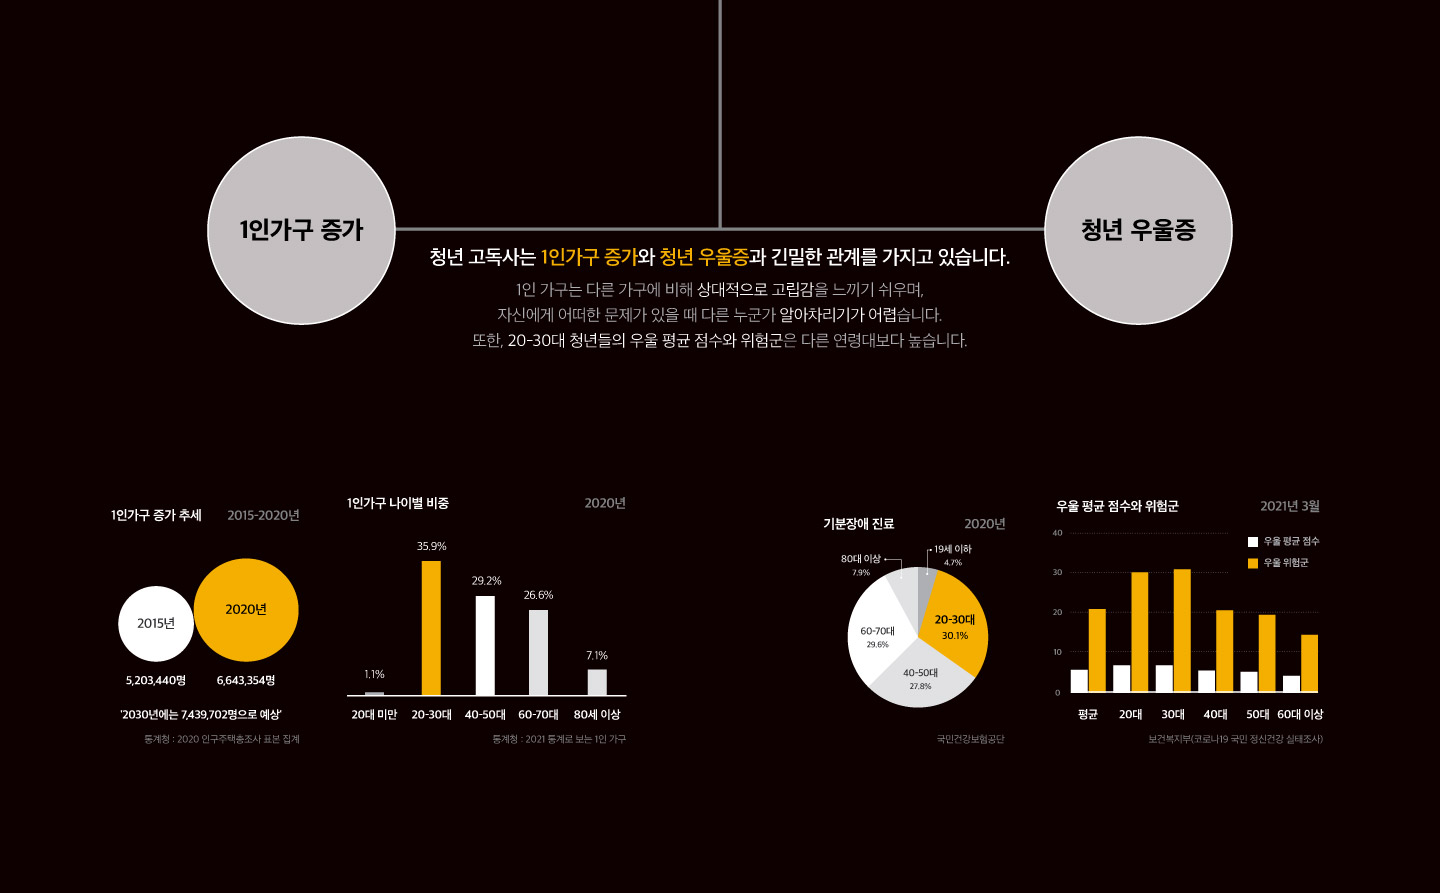 1인가구 증가
청년 우울증
청년 고독사는 1인가구 증가와 청년 우울증과 긴밀한 관계를 가지고 있습니다.
1인 가구는 다른 가구에 비해 상대적으로 고립감을 느끼기 쉬우며,
자신에게 어떠한 문제가 있을 때 다른 누군가 알아차리기가 어렵습니다.
또한, 20-30대 청년들의 우울 평균 점수와 위험군은 다른 연령대보다 높습니다.
1인가구 증가 추세 2015-2020년
2015년
2020년
5,203,440명 6,643,354명
'2030년에는 7,439,702명으로 예상'
통계청 : 2020 인구주택총조사 표본 집계
1인가구 나이별 비중 2020년
1.1%
35.9%
29.2%
26.6%
7.1%
20대 미만 20-30대 40-50대 60-70대 80세 이상
통계청 : 2021 통계로 보는 1인 가구
기분장애 진료 2020년
80대 이상
7.9%
19세 이하
4.7%
20-30대
30.1%
60-70대
29.6%
40-50대
27.8%
국민건강보험공단
우울 평균 점수와 위험군 2021년 3월
우울 평균 점수
우울 위험군
40
30
20
10
0
평균 20대 30대 40대 50대 60대 이상
보건복지부(코로나19 국민 정신건강 실태조사)